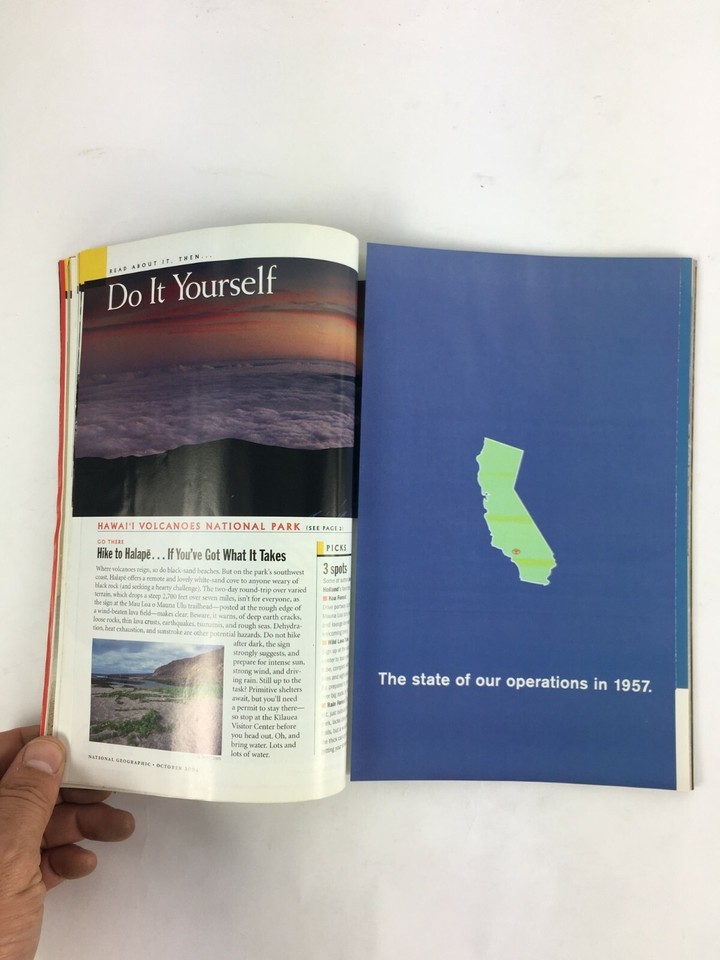 READ ABOUT IT, THEN...
Do It Yourself
HAWAI'I VOLCANOES NATIONAL PARK (SEE PAGE
GO THERE
Hike to Halapē . . . If You've Got What It Takes
Where volcanoes reign, so do black-sand beaches. But on the park's southwest
coast, Halapē offers a remote and lovely white-sand cove to anyone weary of
black rock (and seeking a hearty challenge). The two-day round-trip over varied
terrain, which drops a steep 2,700 feet over seven miles, isn't for everyone, as
the sign at the Mau Loa o Mauna Ulu trailhead—posted at the rough edge of
a wind-beaten lava field—makes clear. Beware, it warns, of deep earth cracks,
loose rocks, thin lava crusts, earthquakes, tsunamis, and rough seas. Dehydra-
tion, heat exhaustion, and sunstroke are other potential hazards. Do not hike
after dark, the sign
strongly suggests, and
prepare for intense sun,
strong wind, and driv-
ing rain. Still up to the
task? Primitive shelters
await, but you'll need
a permit to stay there—
so stop at the Kīlauea
Visitor Center before
you head out. Oh, and
bring water. Lots and
lots of water.
NATIONAL GEOGRAPHIC • OCTOBER
PICKS
3 spots
The state of our operations in 1957.